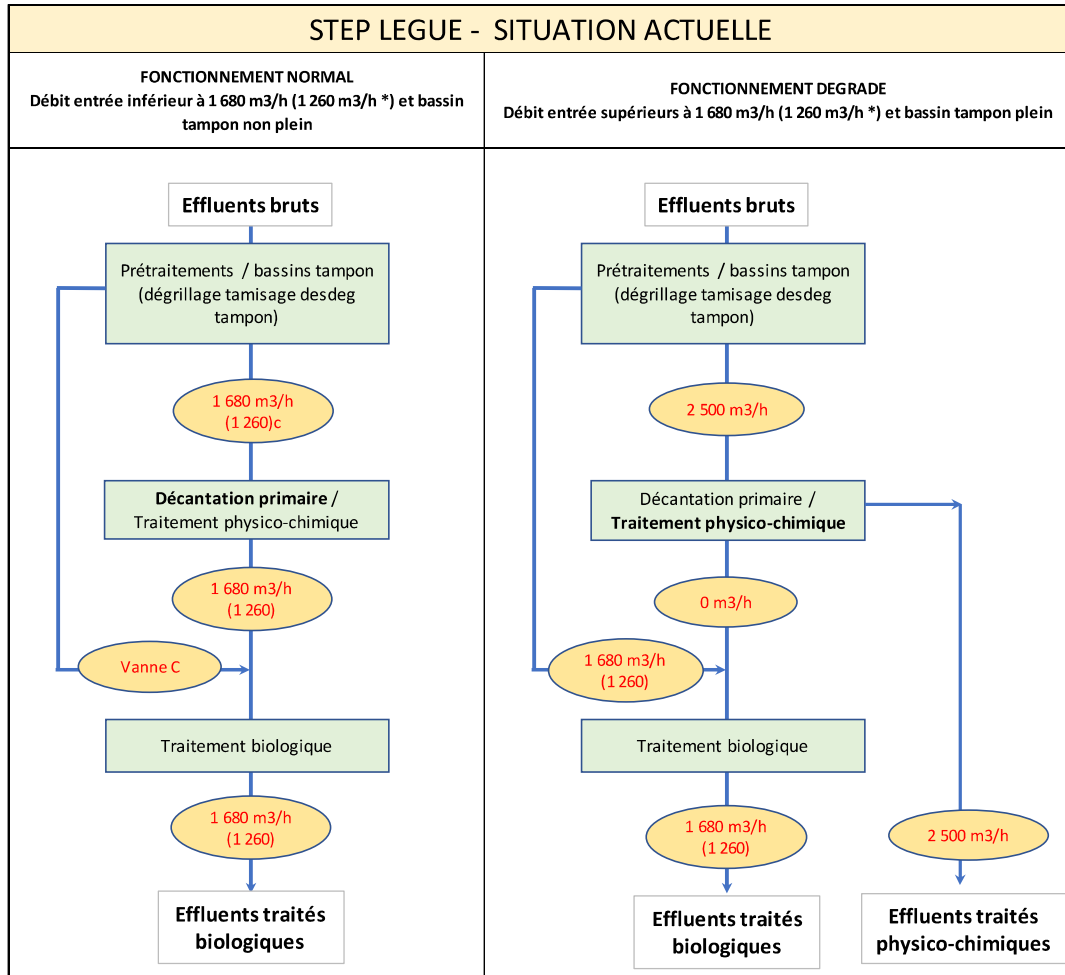 STEP LEGUE - SITUATION ACTUELLE
FONCTIONNEMENT NORMAL
Débit entrée inférieur à 1 680 m3/h (1 260 m3/h *) et bassin
tampon non plein
FONCTIONNEMENT DEGRADE
Débit entrée supérieurs à 1 680 m3/h (1 260 m3/h *) et bassin tampon plein
Effluents bruts
Prétraitements / bassins tampon
(dégrillage tamisage desdeg
tampon)
1 680 m3/h
(1 260)c
Décantation primaire /
Traitement physico-chimique
1 680 m3/h
(1 260)
Vanne C
Traitement biologique
1 680 m3/h
(1 260)
Effluents traités
biologiques
Effluents bruts
Prétraitements / bassins tampon
(dégrillage tamisage desdeg
tampon)
2 500 m3/h
Décantation primaire /
Traitement physico-chimique
0 m3/h
1 680 m3/h
(1 260)
Traitement biologique
1 680 m3/h
(1 260)
2 500 m3/h
Effluents traités
biologiques
Effluents traités
physico-chimiques